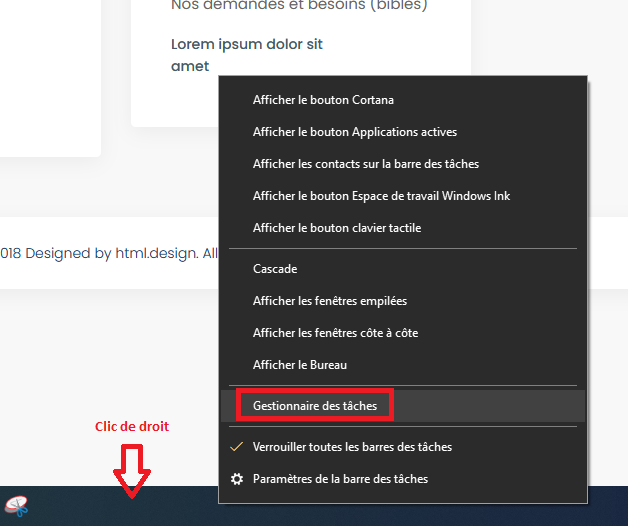 Nos demandes et besoins (bibles)
Lorem ipsum dolor sit
amet
Afficher le bouton Cortana
Afficher le bouton Applications actives
Afficher les contacts sur la barre des tâches
Afficher le bouton Espace de travail Windows Ink
Afficher le bouton clavier tactile
018 Designed by html.design. All
Cascade
Afficher les fenêtres empilées
Afficher les fenêtres côte à côte
Afficher le Bureau
Gestionnaire des tâches
Clic de droit
Verrouiller toutes les barres des tâches
Paramètres de la barre des tâches